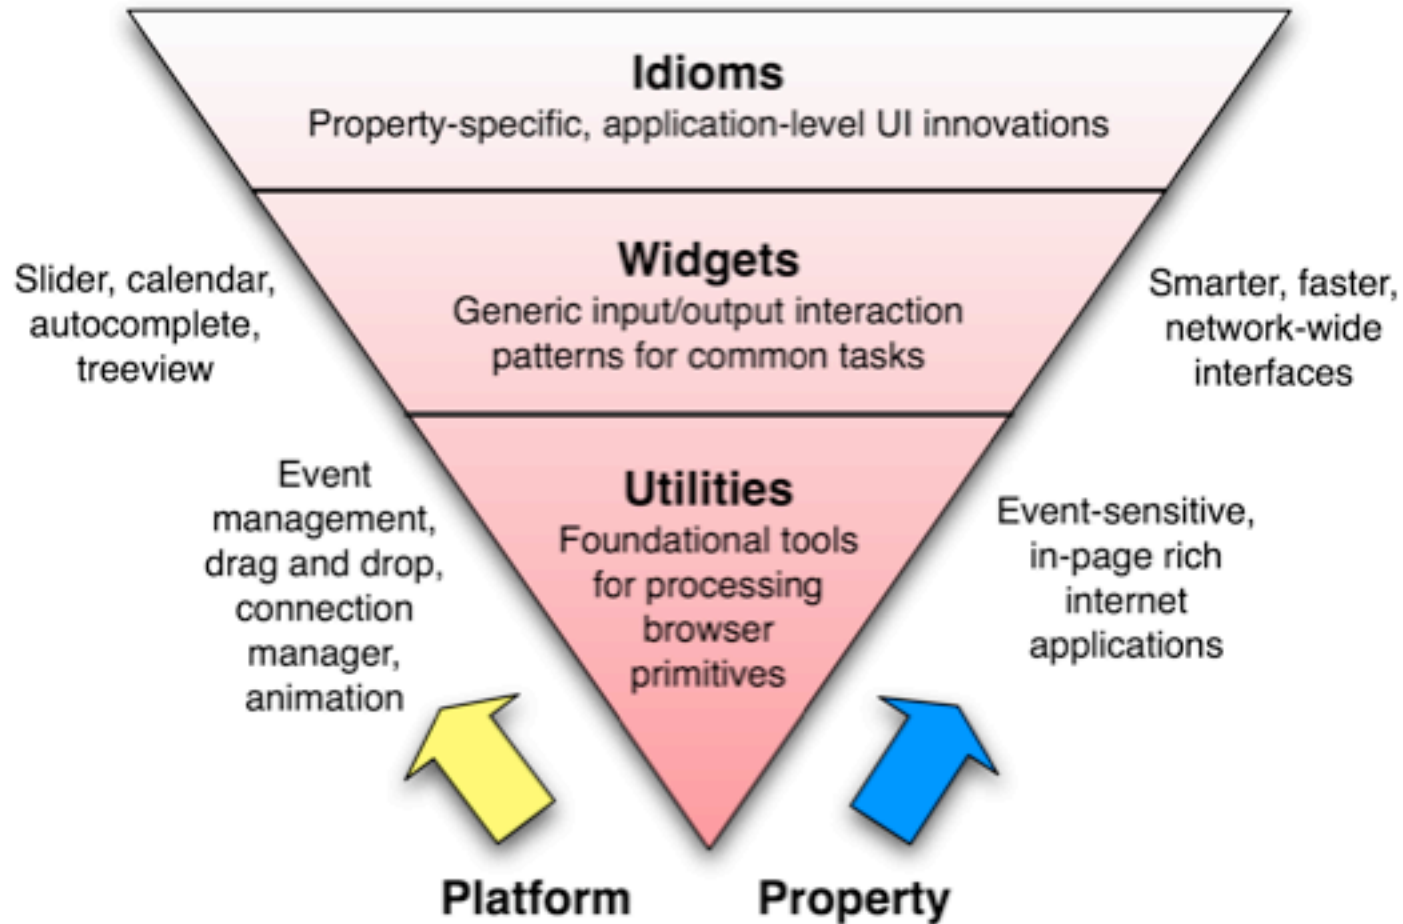 Idioms
Property-specific, application-level UI innovations
Widgets
Generic input/output interaction
patterns for common tasks
Slider, calendar,
autocomplete,
treeview
Smarter, faster,
network-wide
interfaces
Utilities
Foundational tools
for processing
browser
primitives
Event
management,
drag and drop,
connection
manager,
animation
Event-sensitive,
in-page rich
internet
applications
Platform
Property